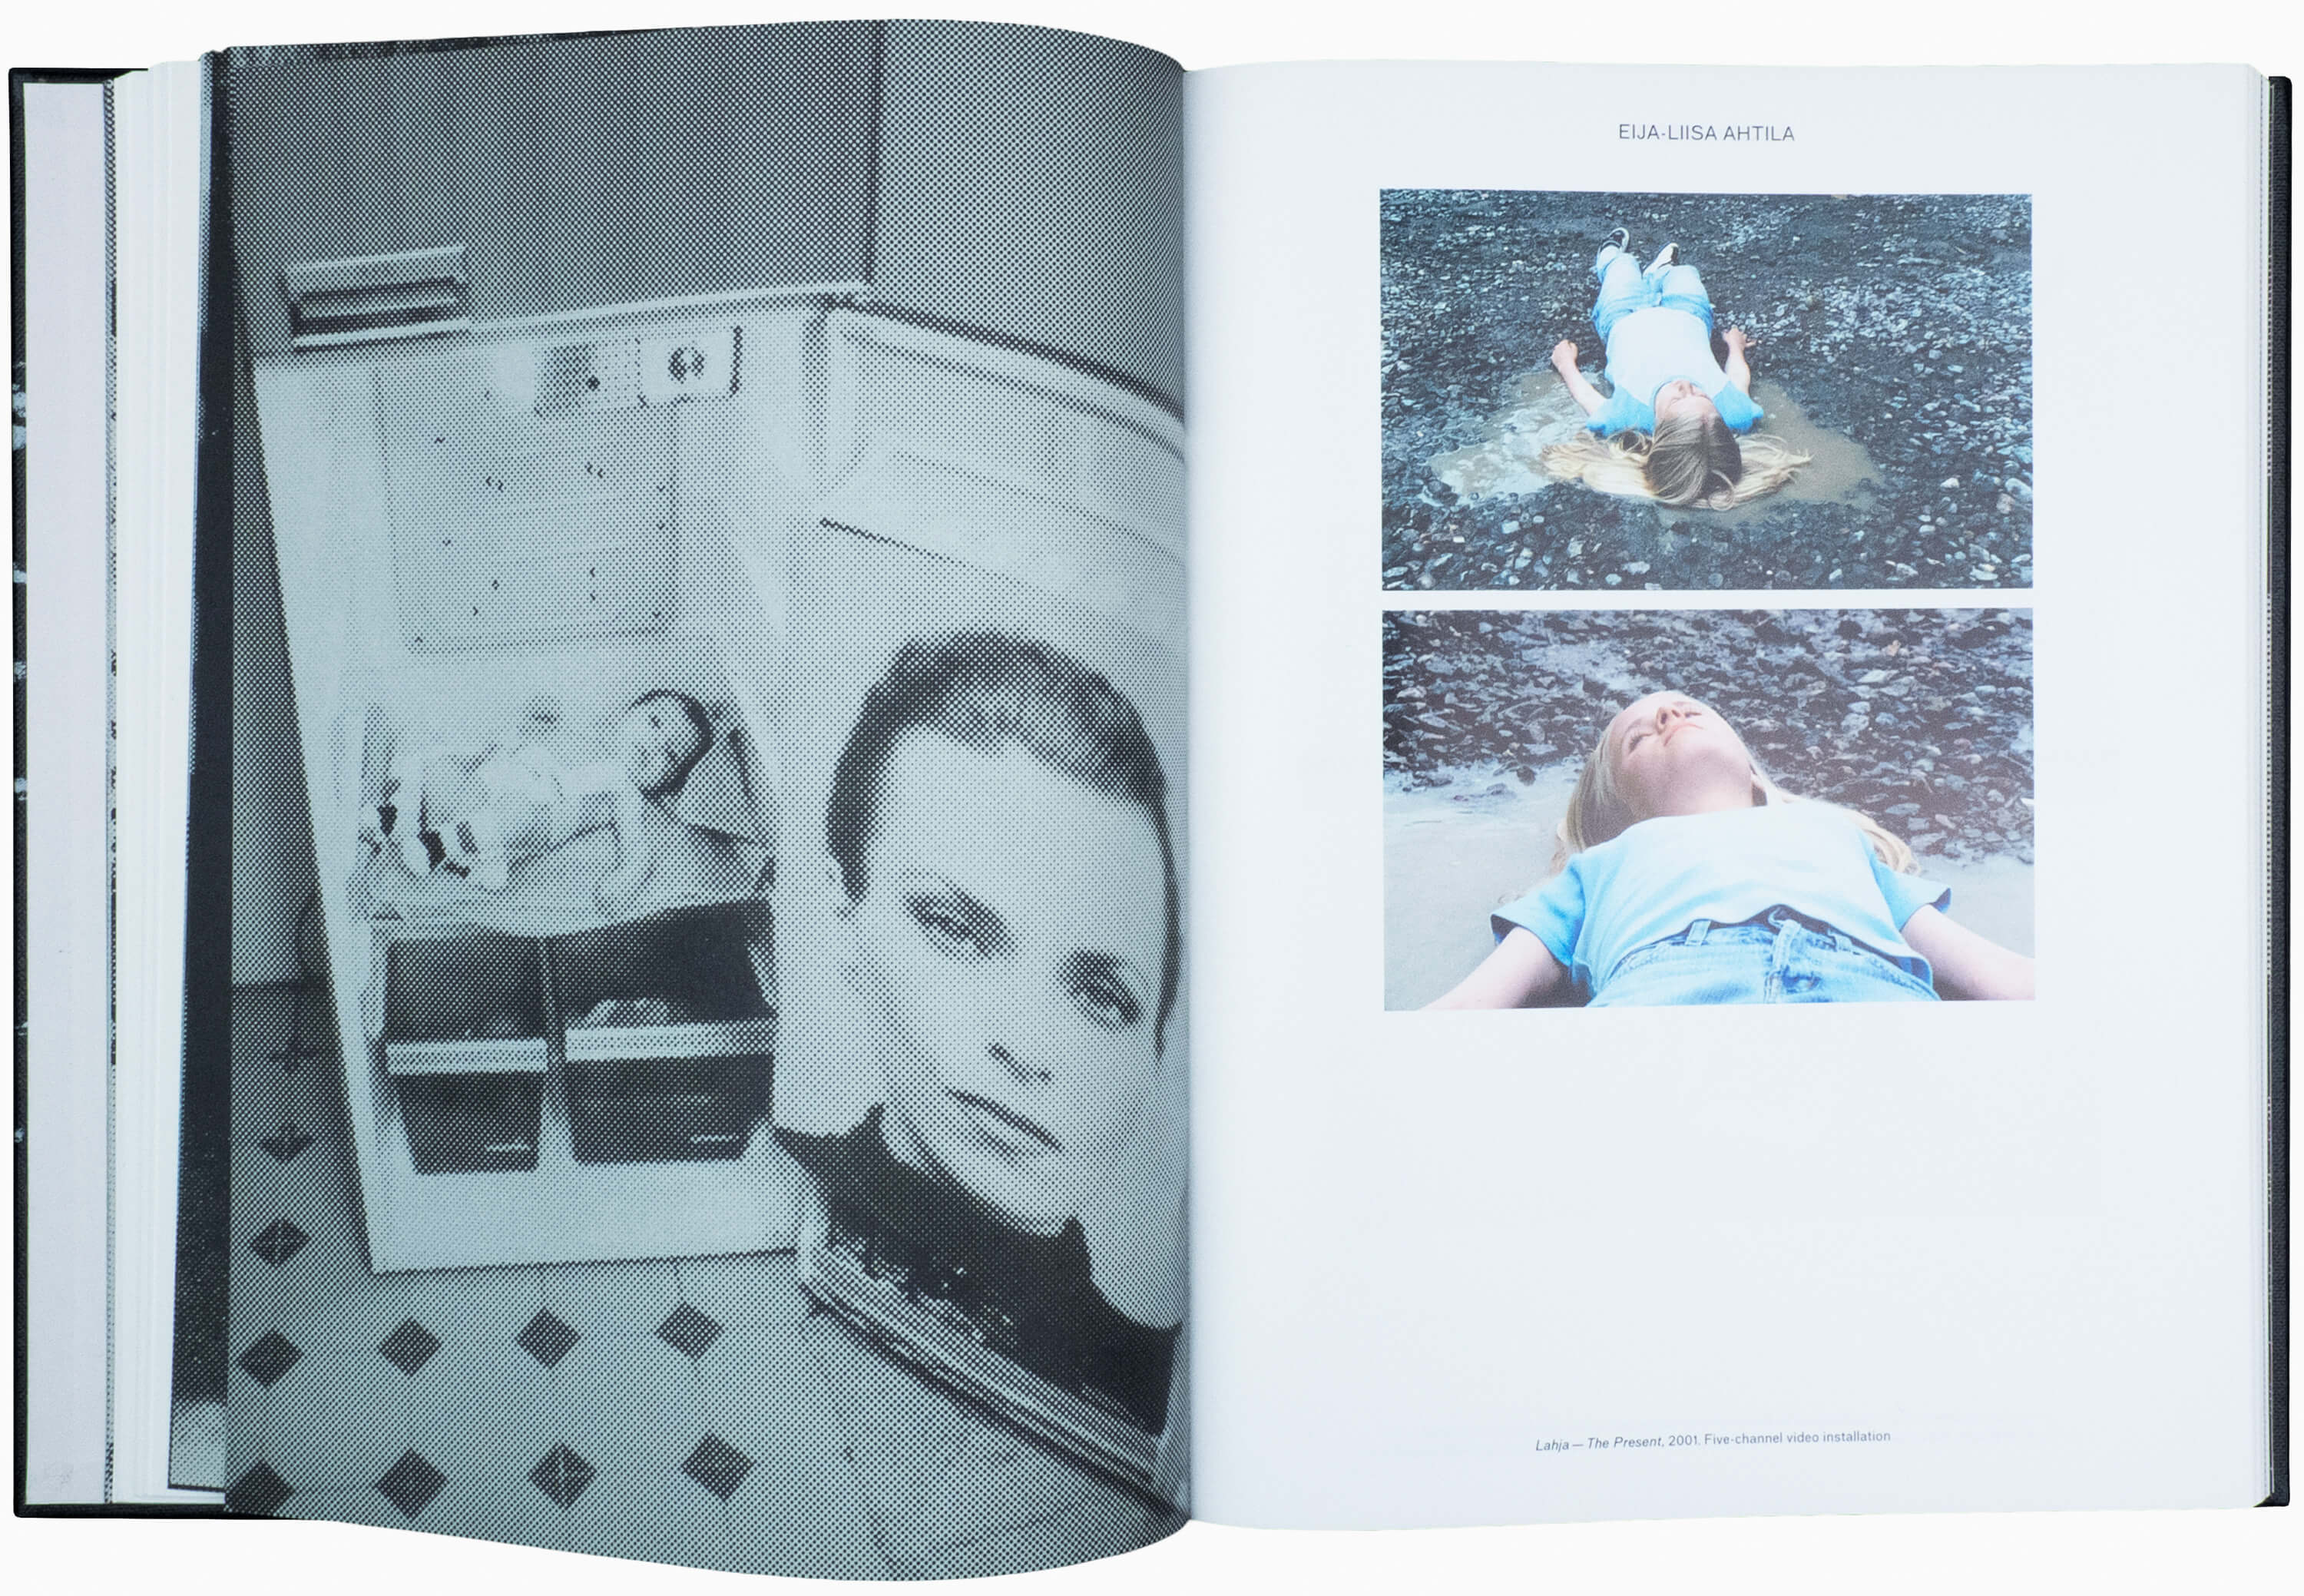 EIJA-LIISA AHTILA
Lahja — The Present, 2001. Five-channel video installation